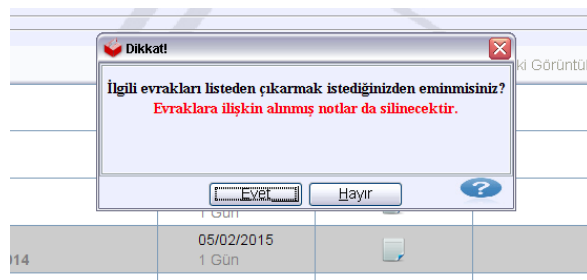 Dikkat!
ki Görüntü
İlgili evrakları listeden çıkarmak istediğinizden eminmisiniz?
Evraklara ilişkin alınmış notlar da silinecektir.
Evet
Hayır
1 Gün
05/02/2015
014
1 Gün